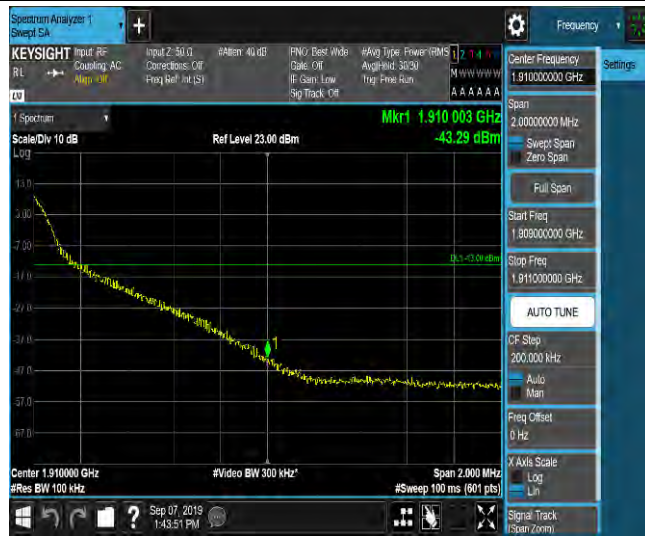 Spectrum Analyzer 1
Swept SA
+
Frequency
KEYSIGHT
Input: RF
Input Z: 50 Ω
#Atten: 40 dB
PNO: Best Wide
#Avg Type: Power (RMS
1 2 3 4 5
RL
Coupling: AC
Corrections: Off
Gate: Off
Avg|Hold: 30/30
M W W W W W
Align: Off
Freq Ref: Int (S)
IF Gain: Low
Trig: Free Run
Sig Track: Off
A A A A A A
LV
1 Spectrum
Mkr1 1.910 003 GHz
Scale/Div 10 dB
Ref Level 23.00 dBm
-43.29 dBm
Log
13.0
3.00
-7.00
DL1 -13.00 dBm
-17.0
-27.0
-37.0
1
-47.0
-57.0
-67.0
Center 1.910000 GHz
#Video BW 300 kHz*
Span 2.000 MHz
#Res BW 100 kHz
#Sweep 100 ms (601 pts)
?
Sep 07, 2019
1:43:51 PM
Center Frequency
1.910000000 GHz
Settings
Span
2.00000000 MHz
Swept Span
Zero Span
Full Span
Start Freq
1.909000000 GHz
Stop Freq
1.911000000 GHz
AUTO TUNE
CF Step
200.000 kHz
Auto
Man
Freq Offset
0 Hz
X Axis Scale
Log
Lin
Signal Track
(Span Zoom)